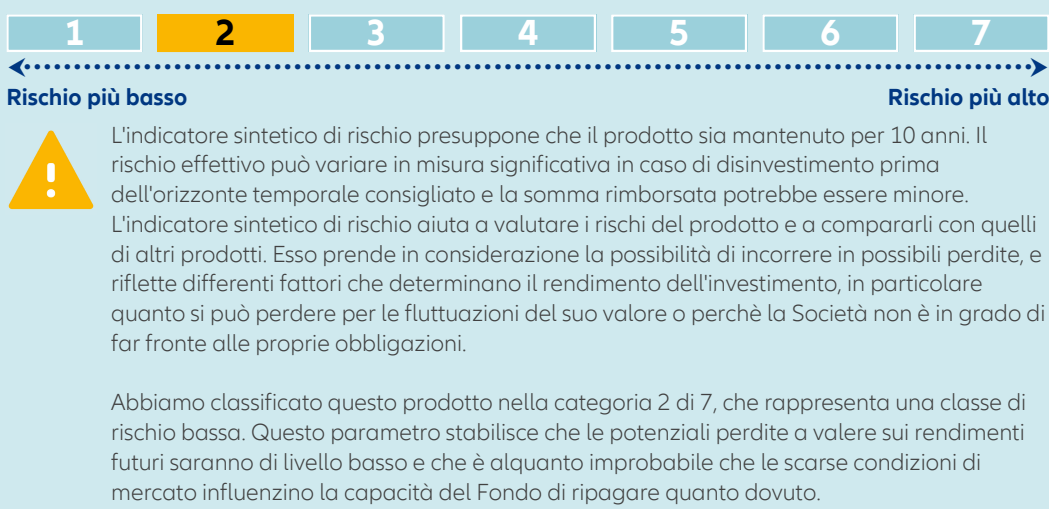 1 2 3 4 5 6 7
Rischio più basso Rischio più alto
L'indicatore sintetico di rischio presuppone che il prodotto sia mantenuto per 10 anni. Il
rischio effettivo può variare in misura significativa in caso di disinvestimento prima
dell'orizzonte temporale consigliato e la somma rimborsata potrebbe essere minore.
L'indicatore sintetico di rischio aiuta a valutare i rischi del prodotto e a compararli con quelli
di altri prodotti. Esso prende in considerazione la possibilità di incorrere in possibili perdite, e
riflette differenti fattori che determinano il rendimento dell'investimento, in particolare
quanto si può perdere per le fluttuazioni del suo valore o perchè la Società non è in grado di
far fronte alle proprie obbligazioni.
Abbiamo classificato questo prodotto nella categoria 2 di 7, che rappresenta una classe di
rischio bassa. Questo parametro stabilisce che le potenziali perdite a valere sui rendimenti
futuri saranno di livello basso e che è alquanto improbabile che le scarse condizioni di
mercato influenzino la capacità del Fondo di ripagare quanto dovuto.